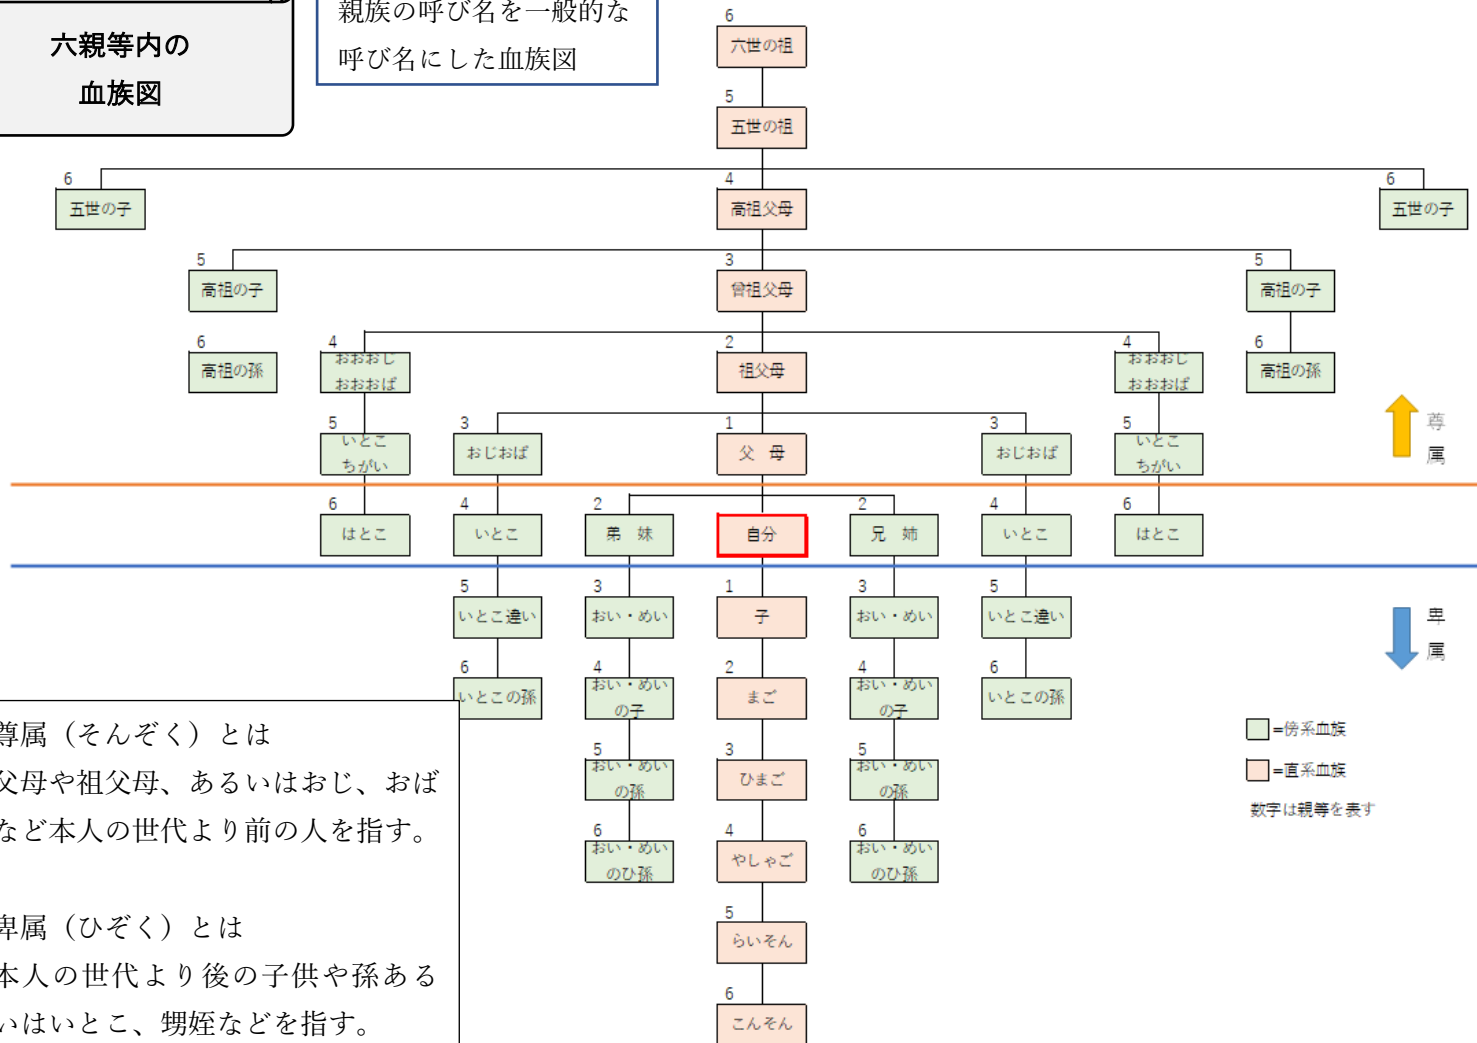 六親等内の
血族図
親族の呼び名を一般的な
呼び名にした血族図
6
六世の祖
5
五世の祖
6
五世の子
4
高祖父母
6
五世の子
5
高祖の子
3
曾祖父母
5
高祖の子
6
高祖の孫
4
おおおじ
おおおば
2
祖父母
4
おおおじ
おおおば
6
高祖の孫
5
いとこ
ちがい
3
おじおば
1
父 母
3
おじおば
5
いとこ
ちがい
尊
属
6
はとこ
4
いとこ
2
弟 妹
自分
2
兄 姉
4
いとこ
6
はとこ
5
いとこ違い
3
おい・めい
1
子
3
おい・めい
5
いとこ違い
卑
属
6
いとこの孫
4
おい・めい
の子
2
まご
4
おい・めい
の子
6
いとこの孫
5
おい・めい
の孫
3
ひまご
5
おい・めい
の孫
6
おい・めい
のひ孫
4
やしゃご
6
おい・めい
のひ孫
5
らいそん
6
こんそん
=傍系血族
=直系血族
数字は親等を表す
尊属（そんぞく）とは
父母や祖父母、あるいはおじ、おば
など本人の世代より前の人を指す。
卑属（ひぞく）とは
本人の世代より後の子供や孫ある
いはいとこ、甥姪などを指す。